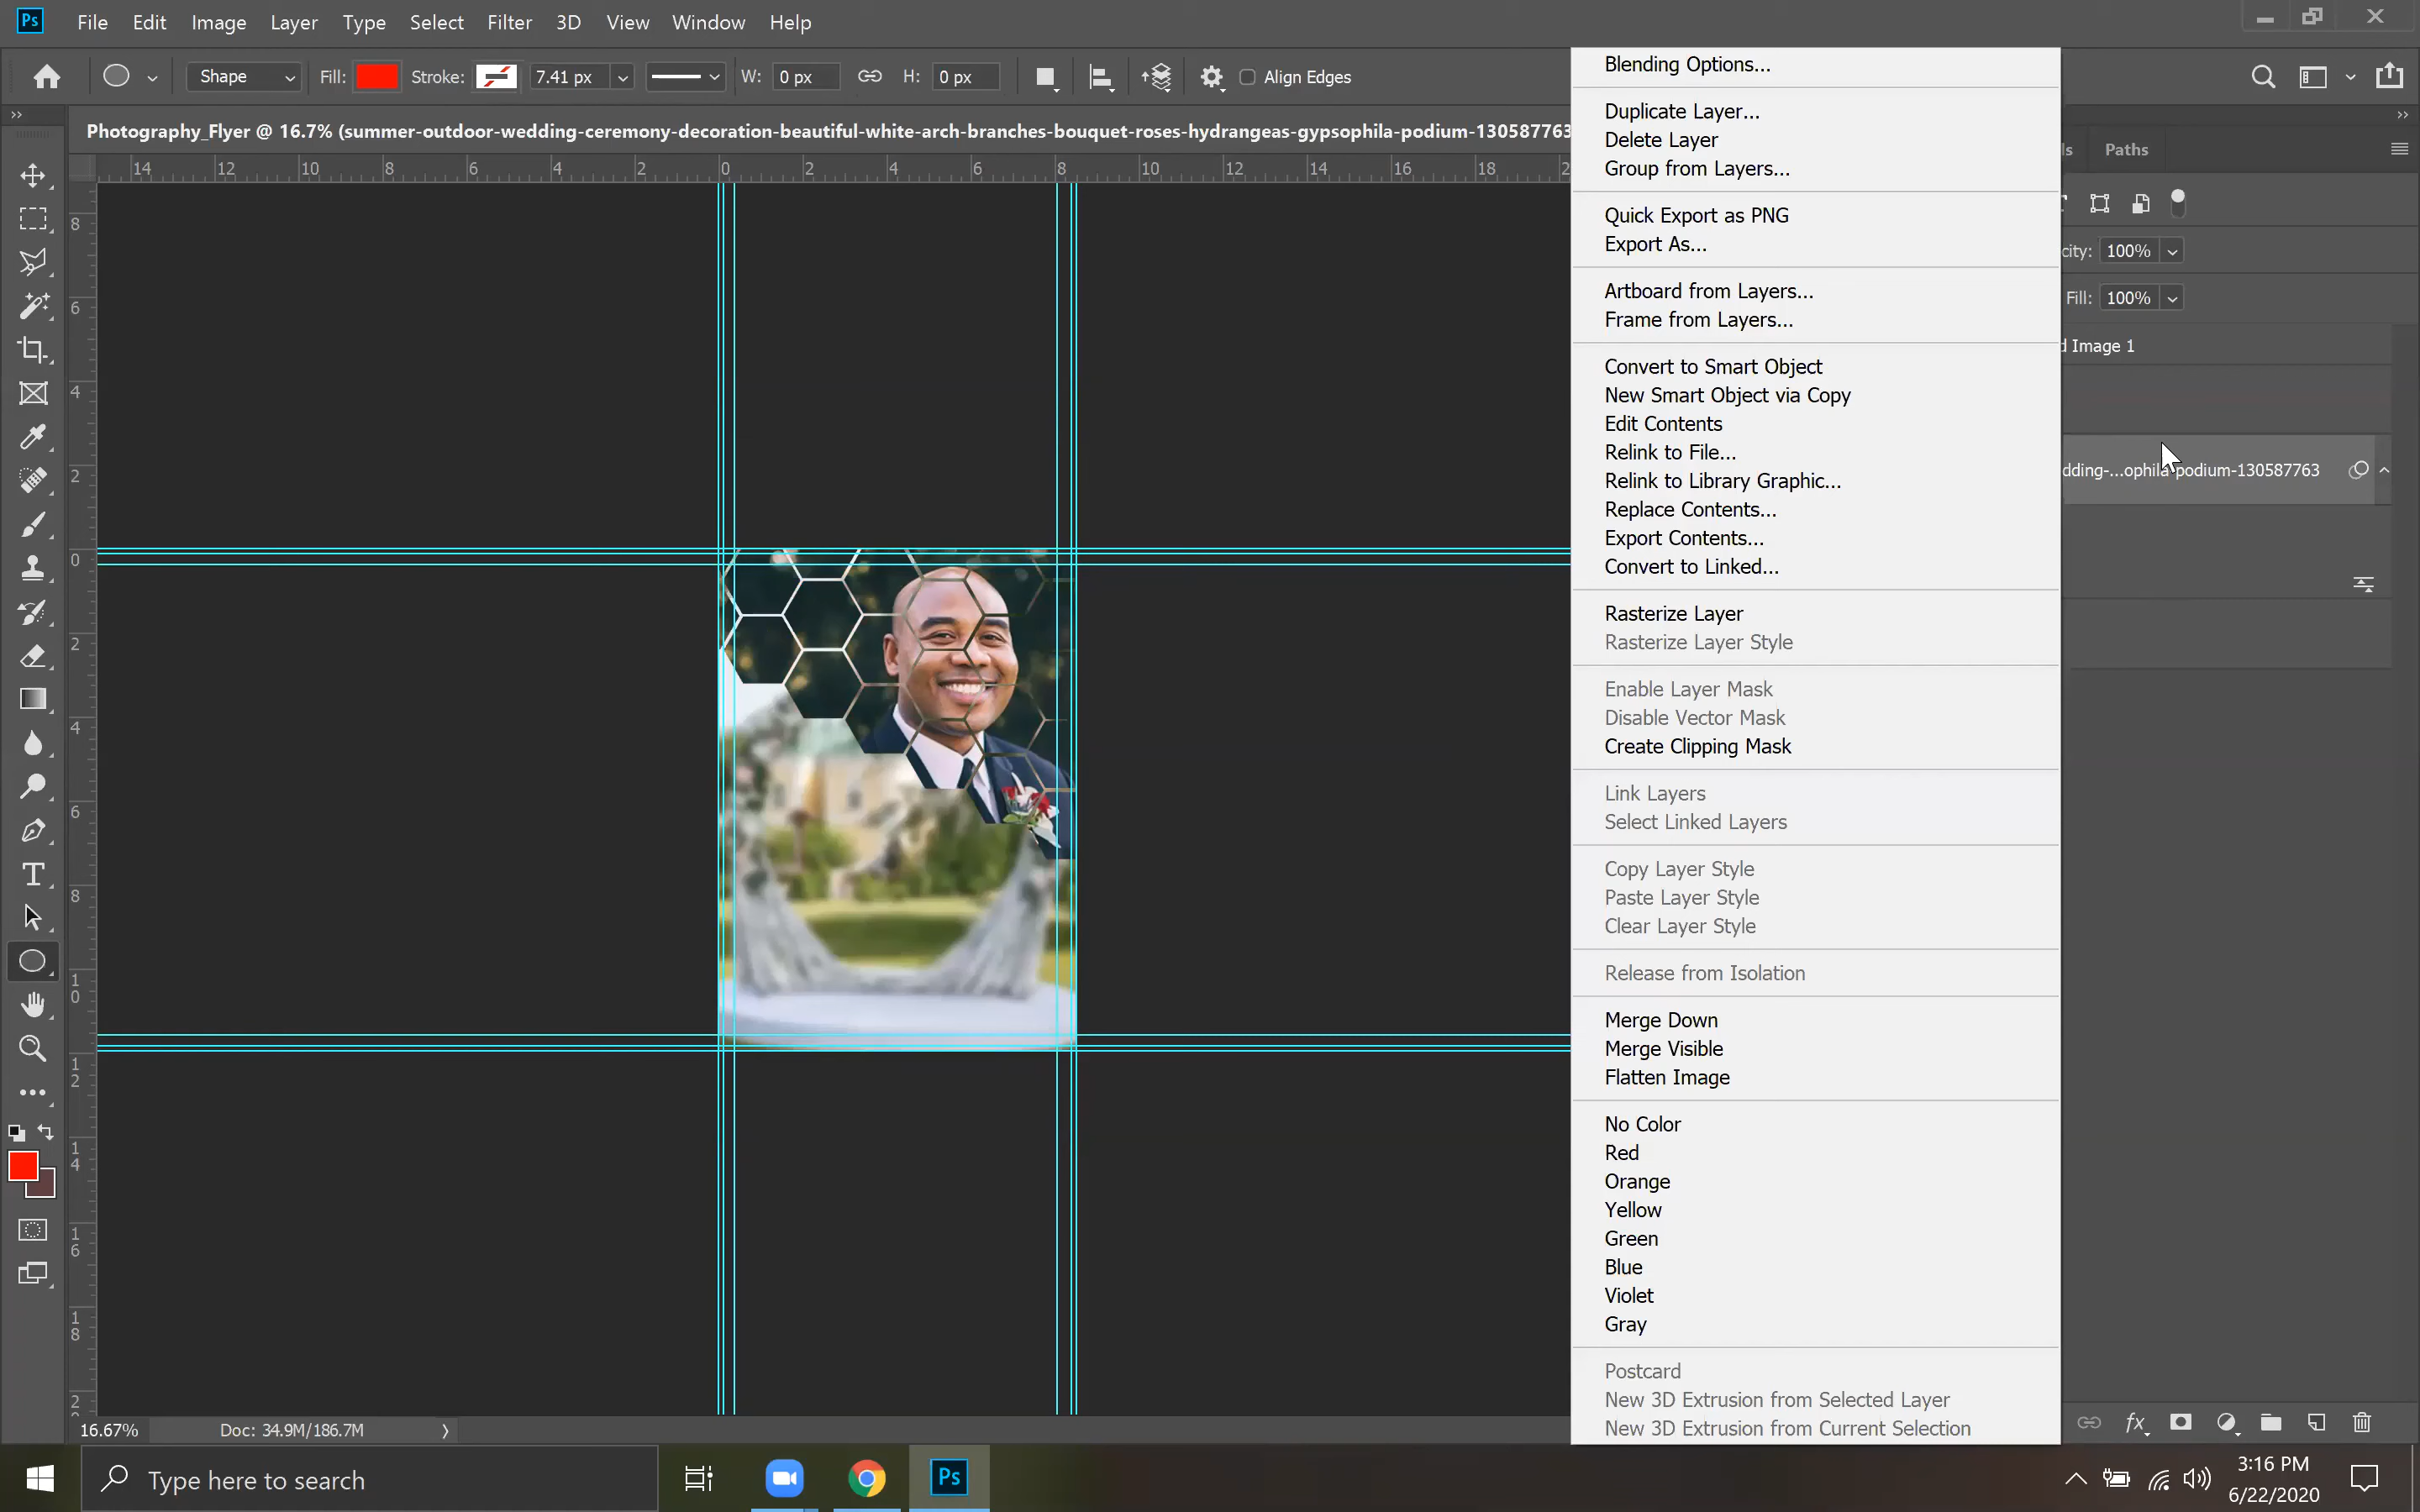 Ps File Edit Image Layer Type Select Filter 3D View Window Help
Shape Fill: Stroke: 7.41 px W: 0 px H: 0 px Align Edges
Photography_Flyer @ 16.7% (summer-outdoor-wedding-ceremony-decoration-beautiful-white-arch-branches-bouquet-roses-hydrangeas-gypsophila-podium-130587763
14 12 10 8 6 4 2 0 2 4 6 8 10 12 14 16 18
8
6
4
2
0
2
4
6
8
10
12
14
16
18
Blending Options...
Duplicate Layer...
Delete Layer
Group from Layers...
Quick Export as PNG
Export As...
Artboard from Layers...
Frame from Layers...
Convert to Smart Object
New Smart Object via Copy
Edit Contents
Relink to File...
Relink to Library Graphic...
Replace Contents...
Export Contents...
Convert to Linked...
Rasterize Layer
Rasterize Layer Style
Enable Layer Mask
Disable Vector Mask
Create Clipping Mask
Link Layers
Select Linked Layers
Copy Layer Style
Paste Layer Style
Clear Layer Style
Release from Isolation
Merge Down
Merge Visible
Flatten Image
No Color
Red
Orange
Yellow
Green
Blue
Violet
Gray
Postcard
New 3D Extrusion from Selected Layer
New 3D Extrusion from Current Selection
ls Paths
city: 100%
Fill: 100%
d Image 1
dding-...ophila-podium-130587763
fx
16.67% Doc: 34.9M/186.7M
Type here to search
Ps
3:16 PM
6/22/2020